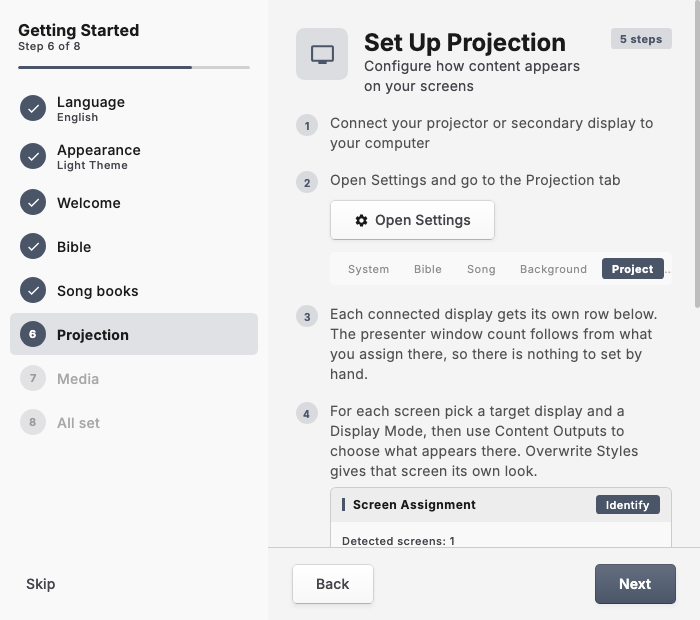 Getting Started
Step 6 of 8
Language
English
Appearance
Light Theme
Welcome
Bible
Song books
6
Projection
7
Media
8
All set
Skip
Set Up Projection
5 steps
Configure how content appears
on your screens
1
Connect your projector or secondary display to
your computer
2
Open Settings and go to the Projection tab
Open Settings
System Bible Song Background Project...
3
Each connected display gets its own row below.
The presenter window count follows from what
you assign there, so there is nothing to set by
hand.
4
For each screen pick a target display and a
Display Mode, then use Content Outputs to
choose what appears there. Overwrite Styles
gives that screen its own look.
Screen Assignment
Identify
Detected screens: 1
Back
Next